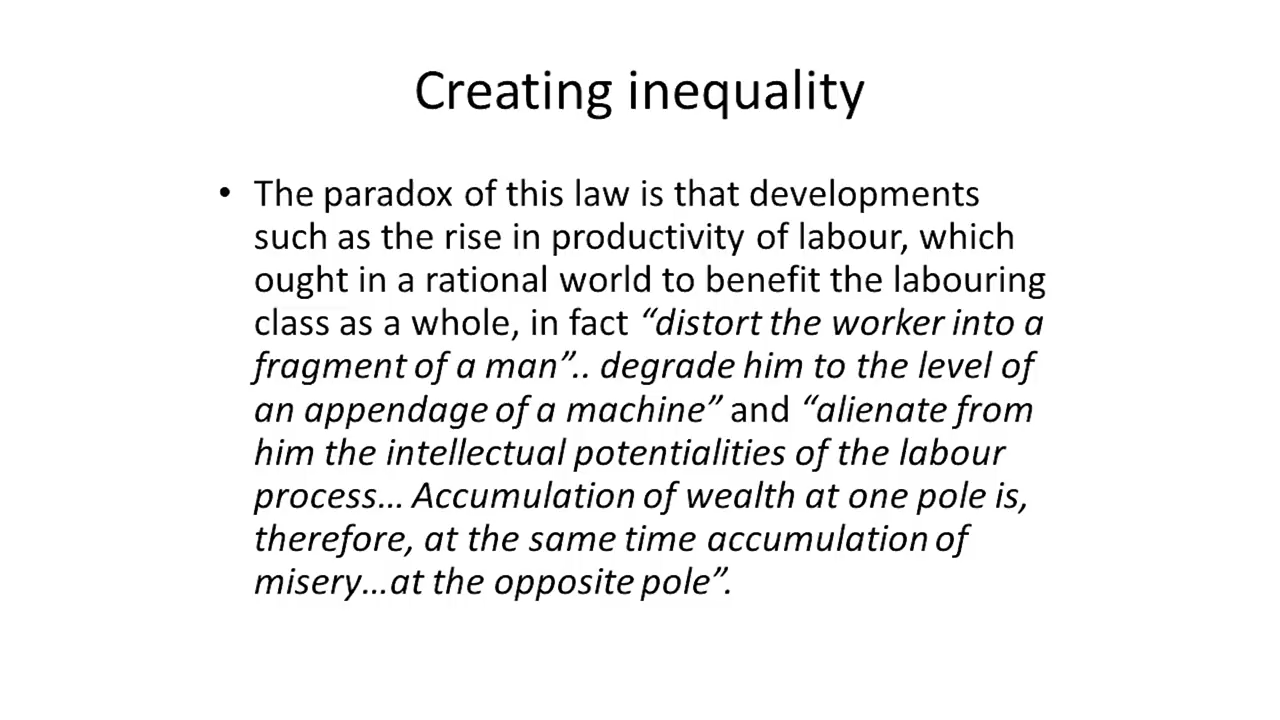 Creating inequality
• The paradox of this law is that developments
such as the rise in productivity of labour, which
ought in a rational world to benefit the labouring
class as a whole, in fact “distort the worker into a
fragment of a man”.. degrade him to the level of
an appendage of a machine” and “alienate from
him the intellectual potentialities of the labour
process… Accumulation of wealth at one pole is,
therefore, at the same time accumulation of
misery…at the opposite pole”.